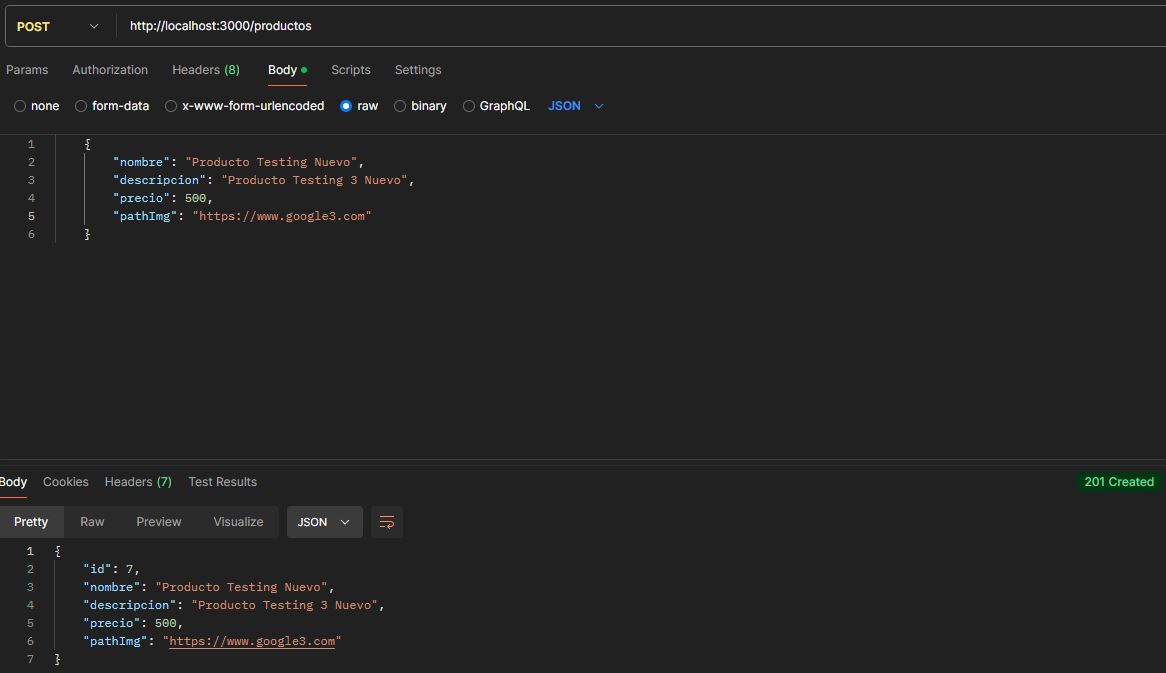 POST http://localhost:3000/productos
Params Authorization Headers (8) Body Scripts Settings
none form-data x-www-form-urlencoded raw binary GraphQL JSON
1 {
2 "nombre": "Producto Testing Nuevo",
3 "descripcion": "Producto Testing 3 Nuevo",
4 "precio": 500,
5 "pathImg": "https://www.google3.com"
6 }
Body Cookies Headers (7) Test Results 201 Created
Pretty Raw Preview Visualize JSON
1 {
2 "id": 7,
3 "nombre": "Producto Testing Nuevo",
4 "descripcion": "Producto Testing 3 Nuevo",
5 "precio": 500,
6 "pathImg": "https://www.google3.com"
7 }